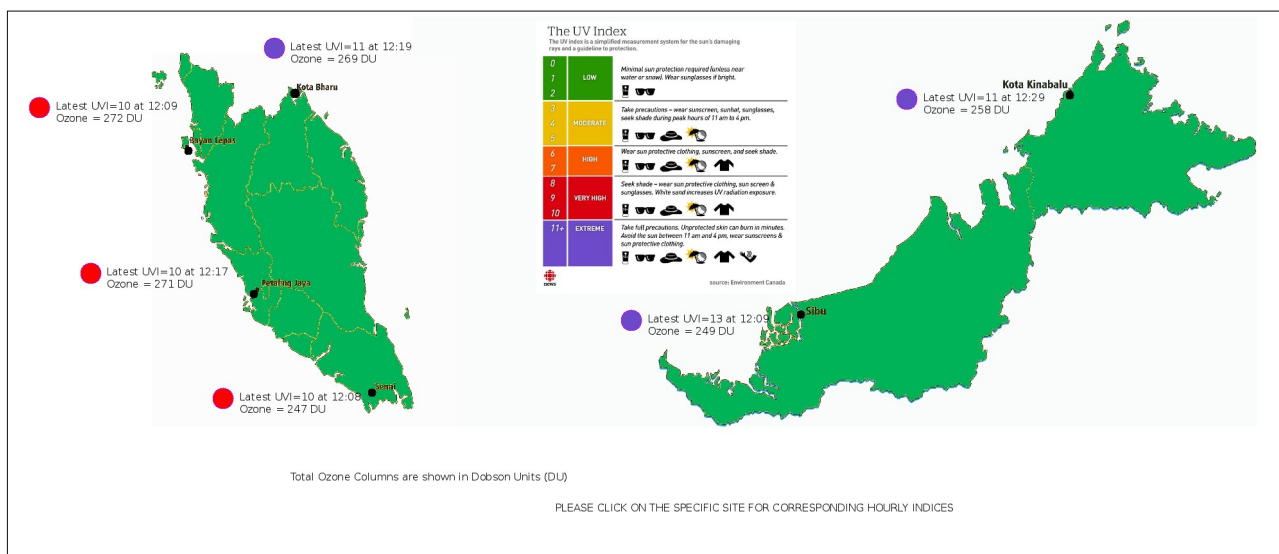 Latest UVI=11 at 12:19
Ozone = 269 DU
Kota Bharu
Latest UVI=10 at 12:09
Ozone = 272 DU
Bayan Lepas
Latest UVI=10 at 12:17
Ozone = 271 DU
Petaling Jaya
Latest UVI=10 at 12:08
Ozone = 247 DU
Senai
The UV Index
The UV index is a simplified measurement system for the sun's damaging
rays and a guideline to protection.
0
1
2
LOW
Minimal sun protection required (unless near
water or snow). Wear sunglasses if bright.
3
4
5
MODERATE
Take precautions – wear sunscreen, sunhat, sunglasses,
seek shade during peak hours of 11 am to 4 pm.
6
7
HIGH
Wear sun protective clothing, sunscreen, and seek shade.
8
9
10
VERY HIGH
Seek shade – wear sun protective clothing, sun screen &
sunglasses. White sand increases UV radiation exposure.
11+
EXTREME
Take full precautions. Unprotected skin can burn in minutes.
Avoid the sun between 11 am and 4 pm, wear sunscreens &
sun protective clothing.
news
source: Environment Canada
Kota Kinabalu
Latest UVI=11 at 12:29
Ozone = 258 DU
Latest UVI=13 at 12:09
Ozone = 249 DU
Sibu
Total Ozone Columns are shown in Dobson Units (DU)
PLEASE CLICK ON THE SPECIFIC SITE FOR CORRESPONDING HOURLY INDICES